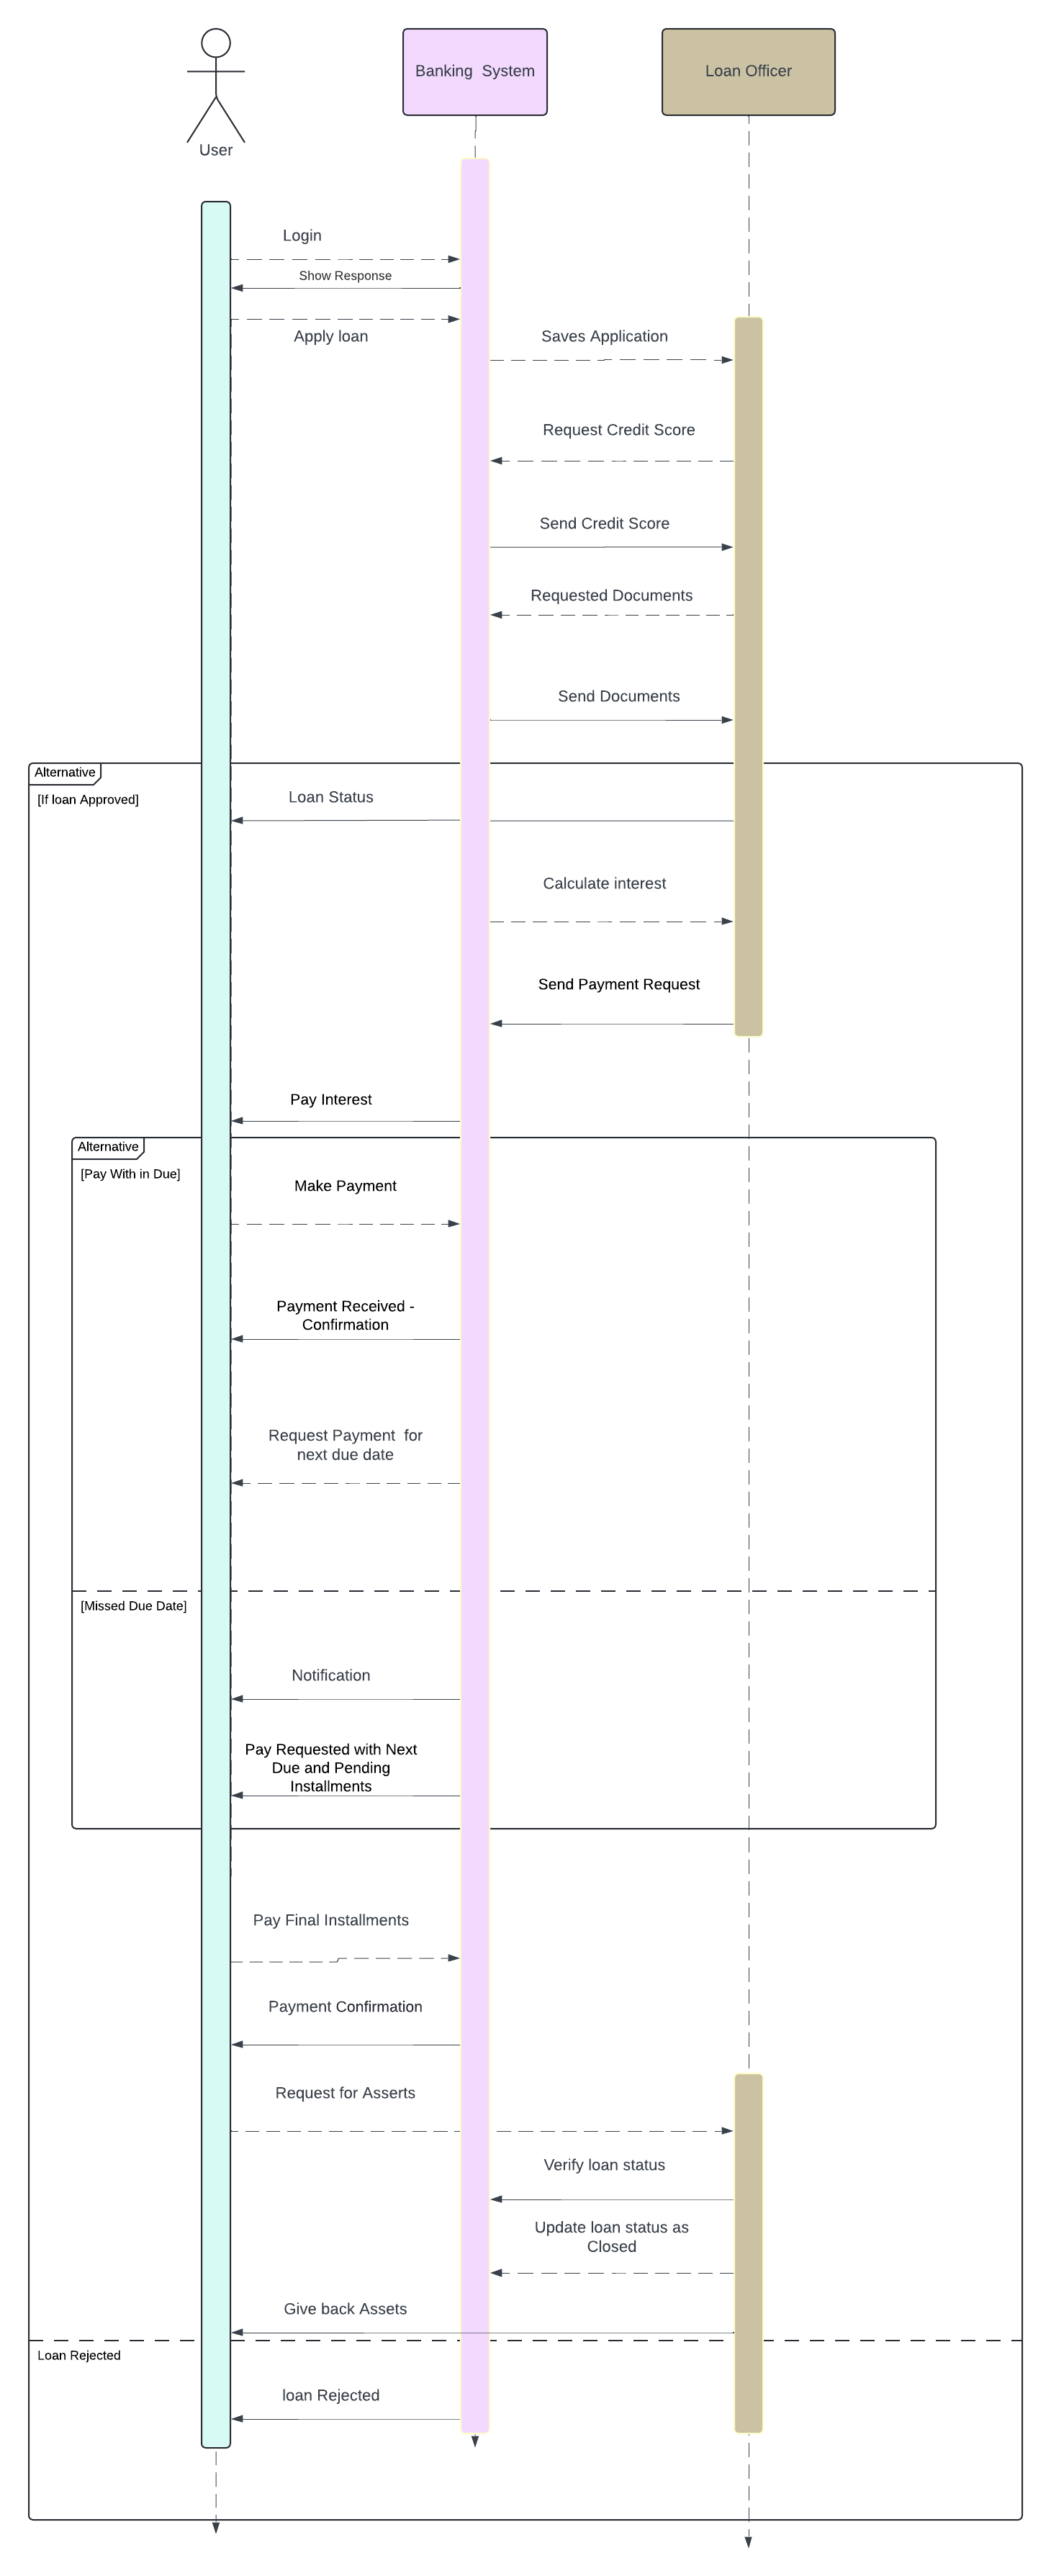 User
Banking  System
Loan Officer
Login
Show Response
Apply loan
Saves Application
Request Credit Score
Send Credit Score
Requested Documents
Send Documents
Alternative
[If loan Approved]
Loan Status
Calculate interest
Send Payment Request
Pay Interest
Alternative
[Pay With in Due]
Make Payment
Payment Received -
Confirmation
Request Payment  for
next due date
[Missed Due Date]
Notification
Pay Requested with Next
Due and Pending
Installments
Pay Final Installments
Payment Confirmation
Request for Asserts
Verify loan status
Update loan status as
Closed
Give back Assets
Loan Rejected
loan Rejected